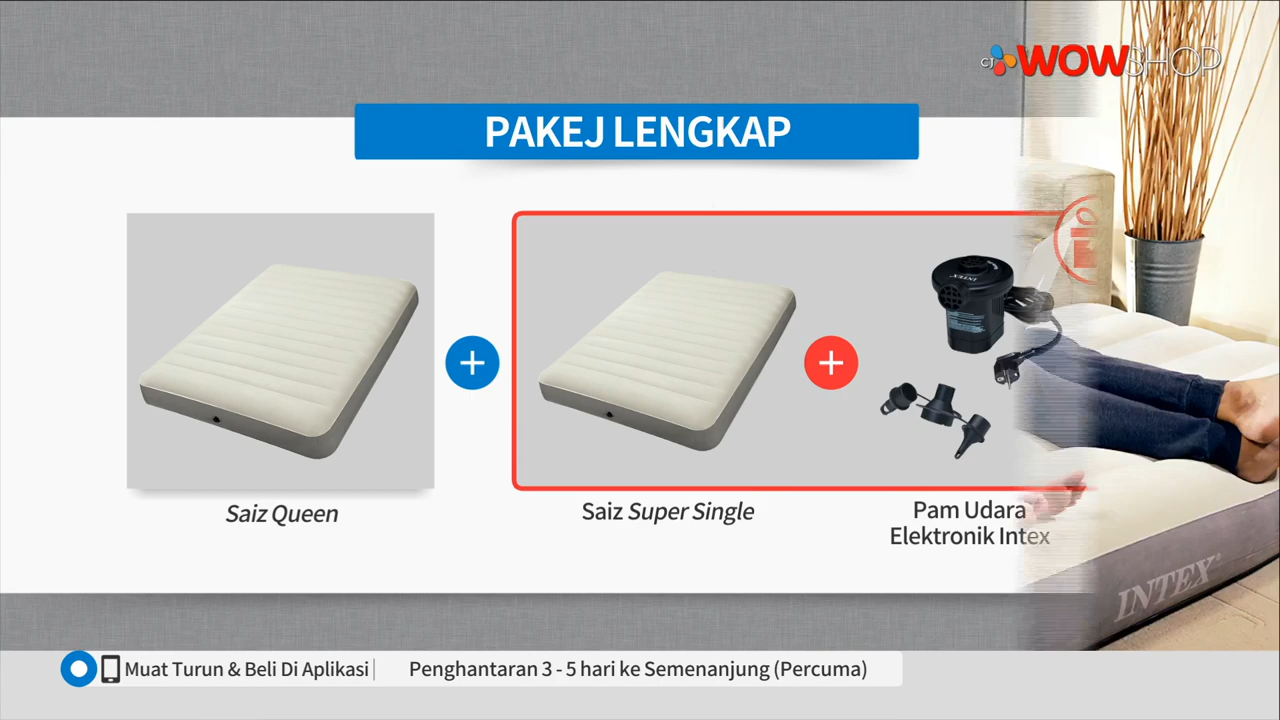 CJ WOWSHOP
PAKEJ LENGKAP
INTEX
Saiz Queen
Saiz Super Single
Pam Udara
Elektronik Intex
INTEX
Muat Turun & Beli Di Aplikasi
Penghantaran 3 - 5 hari ke Semenanjung (Percuma)